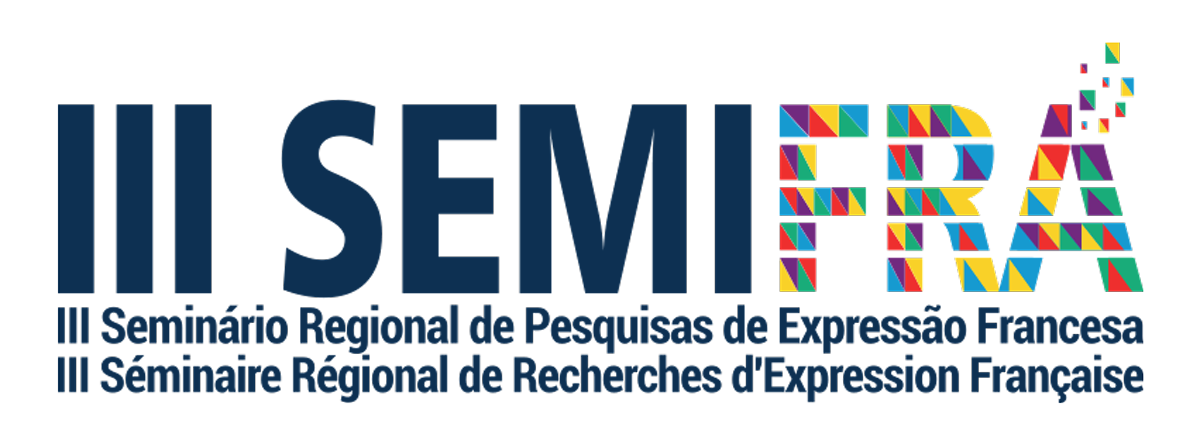 III SEMIFRA
III Seminário Regional de Pesquisas de Expressão Francesa
III Séminaire Régional de Recherches d'Expression Française